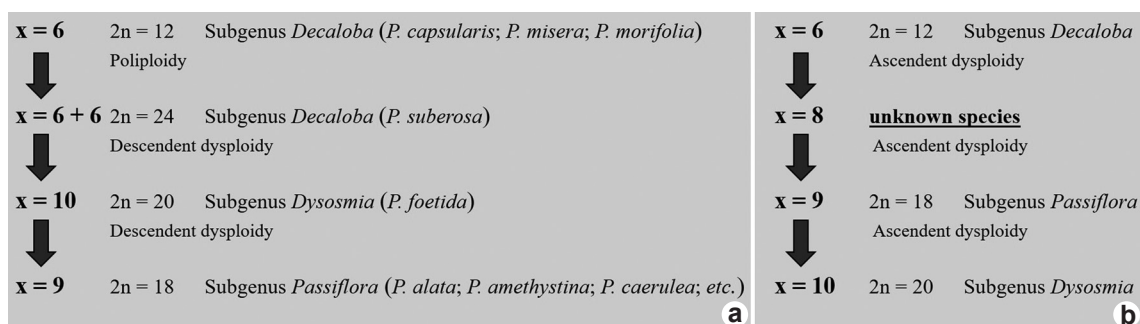 x = 6 2n = 12 Subgenus Decaloba (P. capsularis; P. misera; P. morifolia)
Poliploidy
x = 6 + 6 2n = 24 Subgenus Decaloba (P. suberosa)
Descendent dysploidy
x = 10 2n = 20 Subgenus Dysosmia (P. foetida)
Descendent dysploidy
x = 9 2n = 18 Subgenus Passiflora (P. alata; P. amethystina; P. caerulea; etc.)
a
x = 6 2n = 12 Subgenus Decaloba
Ascendent dysploidy
x = 8 unknown species
Ascendent dysploidy
x = 9 2n = 18 Subgenus Passiflora
Ascendent dysploidy
x = 10 2n = 20 Subgenus Dysosmia
b